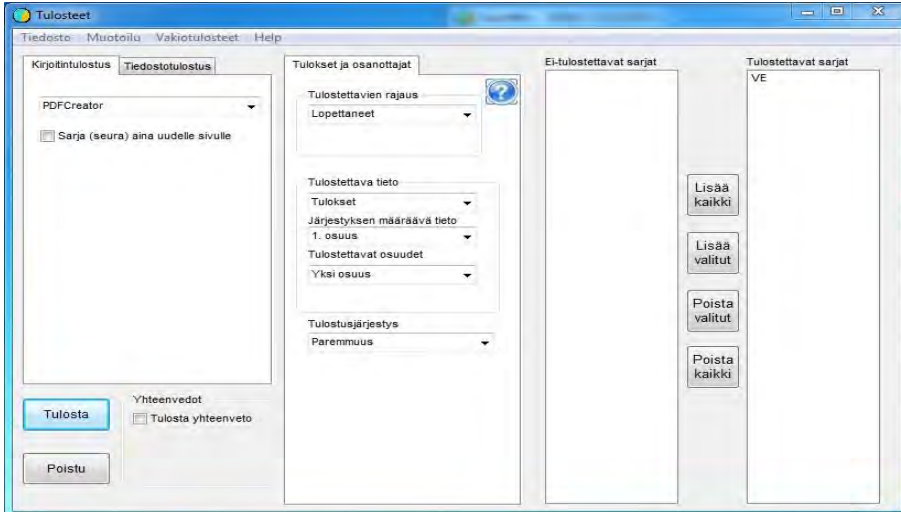 Tulosteet
Tiedosto Muotoilu Vakiotulosteet Help
Kirjoitintulostus Tiedostotulostus
PDFCreator
Sarja (seura) aina uudelle sivulle
Tulosta
Poistu
Yhteenvedot
Tulosta yhteenveto
Tulokset ja osanottajat
Tulostettavien rajaus
Lopettaneet
Tulostettava tieto
Tulokset
Järjestyksen määräävä tieto
1. osuus
Tulostettavat osuudet
Yksi osuus
Tulostusjärjestys
Paremmuus
Ei-tulostettavat sarjat
Lisää
kaikki
Lisää
valitut
Poista
valitut
Poista
kaikki
Tulostettavat sarjat
VE